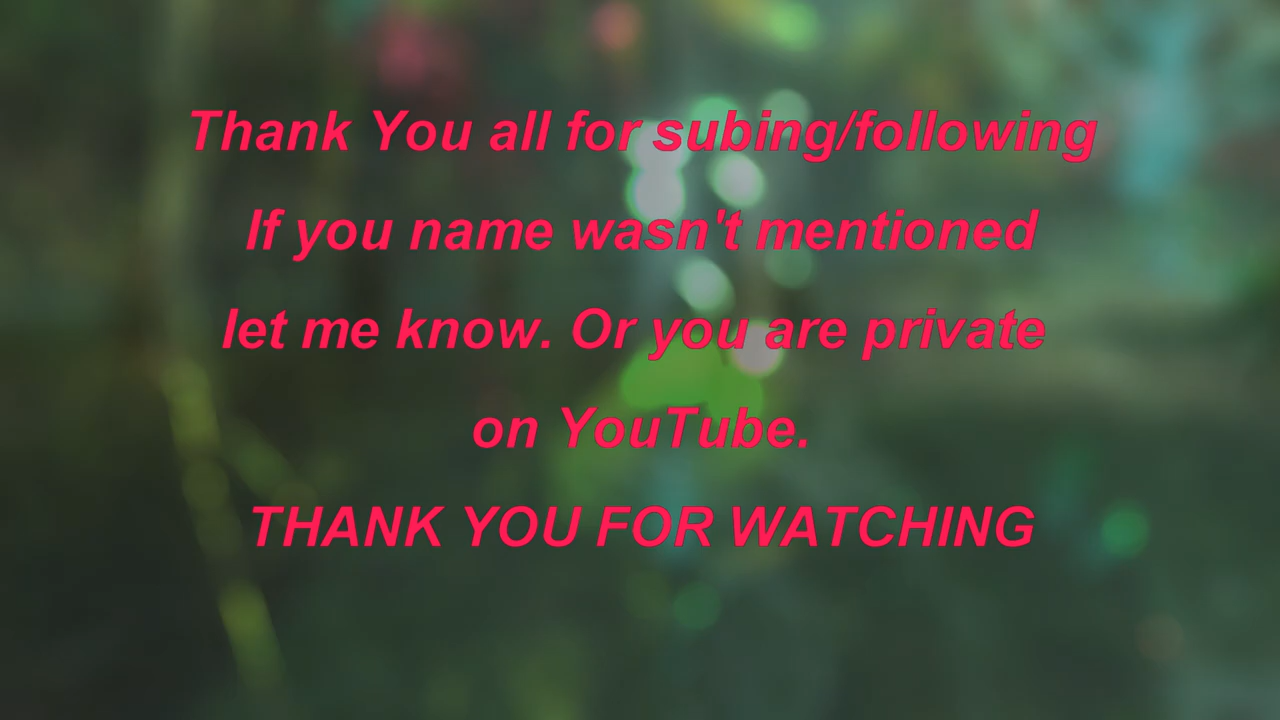 Thank You all for subing/following
If you name wasn't mentioned
let me know. Or you are private
on YouTube.
THANK YOU FOR WATCHING